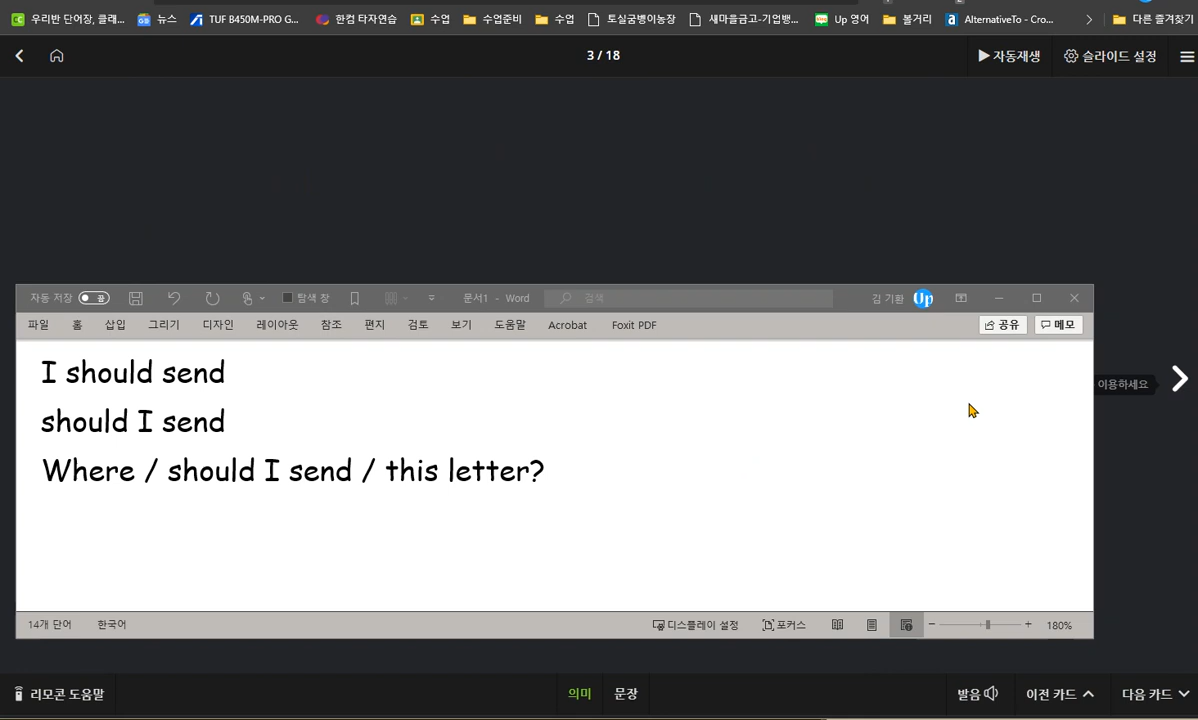 우리반 단어장, 클래... 뉴스 TUF B450M-PRO G... 한컴 타자연습 수업 수업준비 수업 토실굼벵이농장 새마을금고-기업뱅... Up 영어 볼거리 AlternativeTo - Cro... 다른 즐겨찾기
3 / 18
자동재생 슬라이드 설정
자동 저장 끔 탐색 창 문서1 - Word 검색 김 기환 Up
파일 홈 삽입 그리기 디자인 레이아웃 참조 편지 검토 보기 도움말 Acrobat Foxit PDF 공유 메모
I should send
이용하세요
should I send
Where / should I send / this letter?
14개 단어 한국어 디스플레이 설정 포커스 180%
리모콘 도움말 의미 문장 발음 이전 카드 다음 카드